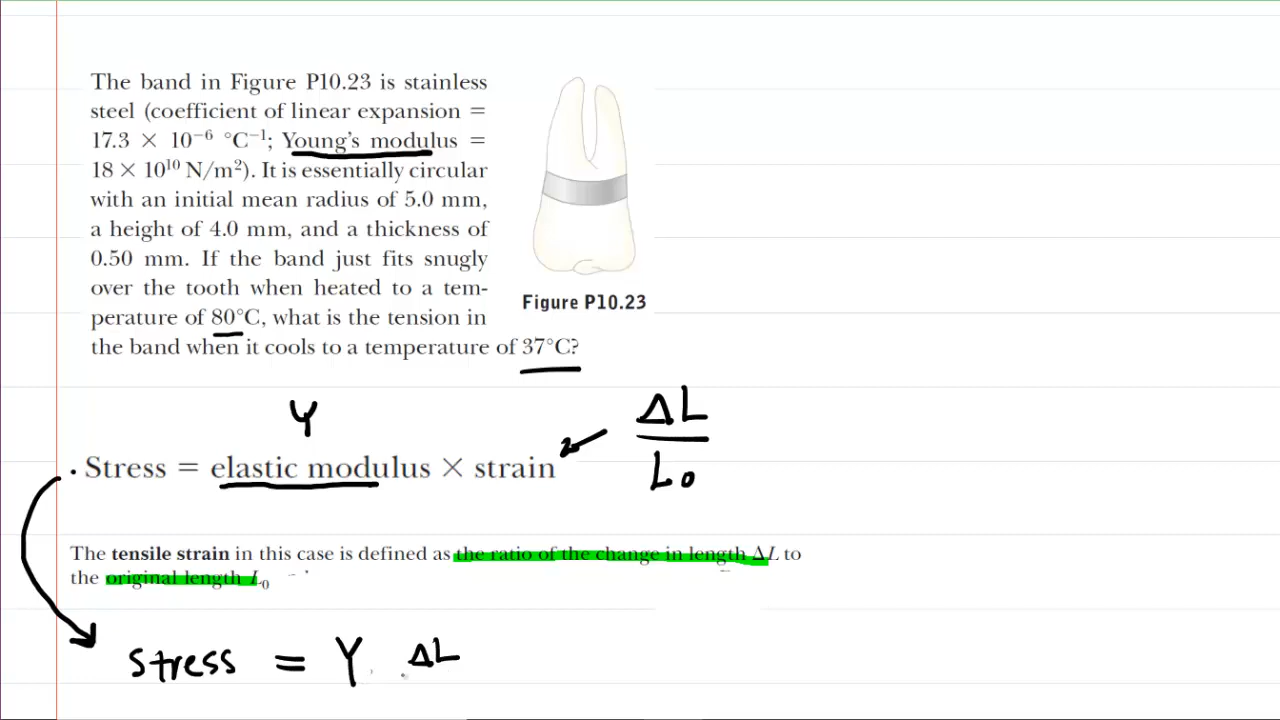 The band in Figure P10.23 is stainless
steel (coefficient of linear expansion =
17.3 × 10⁻⁶ °C⁻¹; Young's modulus =
18 × 10¹⁰ N/m²). It is essentially circular
with an initial mean radius of 5.0 mm,
a height of 4.0 mm, and a thickness of
0.50 mm. If the band just fits snugly
over the tooth when heated to a tem-
perature of 80°C, what is the tension in
the band when it cools to a temperature of 37°C?
Figure P10.23
Y
ΔL
L₀
Stress = elastic modulus × strain
The tensile strain in this case is defined as the ratio of the change in length ΔL to
the original length L₀
Stress = Y. ΔL